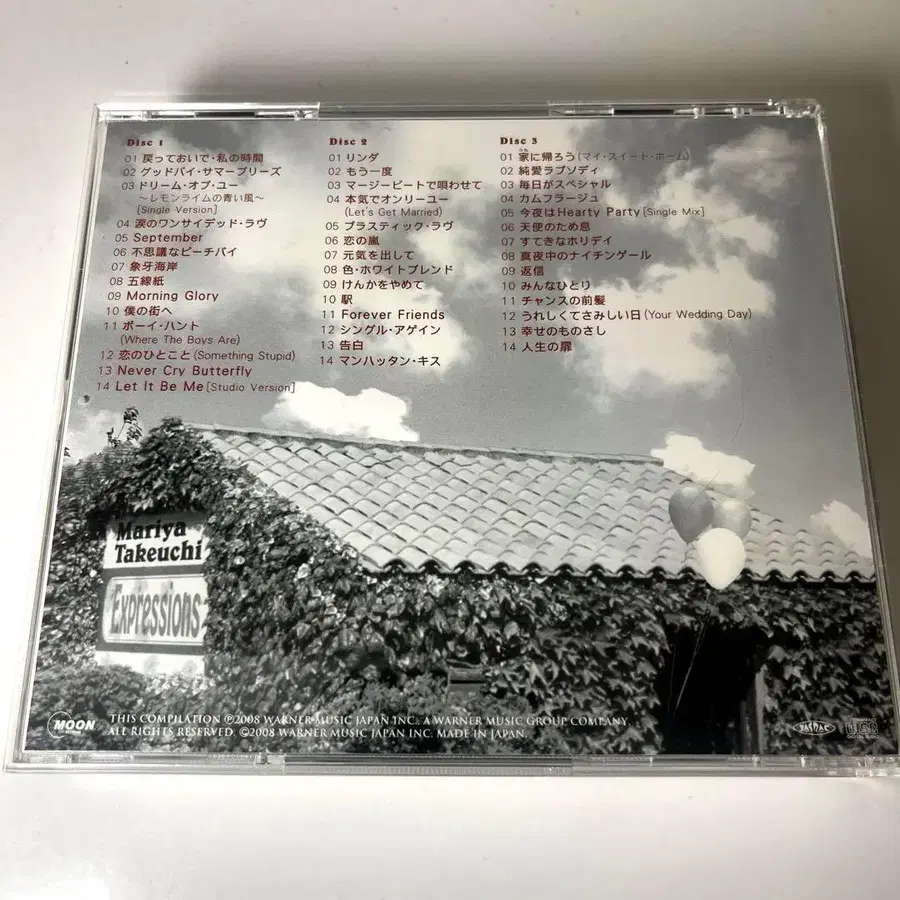 Disc 1
01 戻っておいで・私の時間
02 グッドバイ・サマーブリーズ
03 ドリーム・オブ・ユー
〜レモンライムの青い風〜
[Single Version]
04 涙のワンサイデッド・ラヴ
05 September
06 不思議なピーチパイ
07 象牙海岸
08 五線紙
09 Morning Glory
10 僕の街へ
11 ボーイ・ハント
(Where The Boys Are)
12 恋のひとこと(Something Stupid)
13 Never Cry Butterfly
14 Let It Be Me[Studio Version]
Disc 2
01 リンダ
02 もう一度
03 マージービートで唄わせて
04 本気でオンリーユー
(Let's Get Married)
05 プラスティック・ラヴ
06 恋の嵐
07 元気を出して
08 色・ホワイトブレンド
09 けんかをやめて
10 駅
11 Forever Friends
12 シングル・アゲイン
13 告白
14 マンハッタン・キス
Disc 3
01 家に帰ろう(マイ・スイート・ホーム)
02 純愛ラプソディ
03 毎日がスペシャル
04 カムフラージュ
05 今夜はHearty Party[Single Mix]
06 天使のため息
07 すてきなホリデイ
08 真夜中のナイチンゲール
09 返信
10 みんなひとり
11 チャンスの前髪
12 うれしくてさみしい日(Your Wedding Day)
13 幸せのものさし
14 人生の扉
Mariya
Takeuchi
Expressions
MOON
THIS COMPILATION ℗2008 WARNER MUSIC JAPAN INC. A WARNER MUSIC GROUP COMPANY
ALL RIGHTS RESERVED. ©2008 WARNER MUSIC JAPAN INC. MADE IN JAPAN.
JASRAC
COMPACT
disc
DIGITAL AUDIO